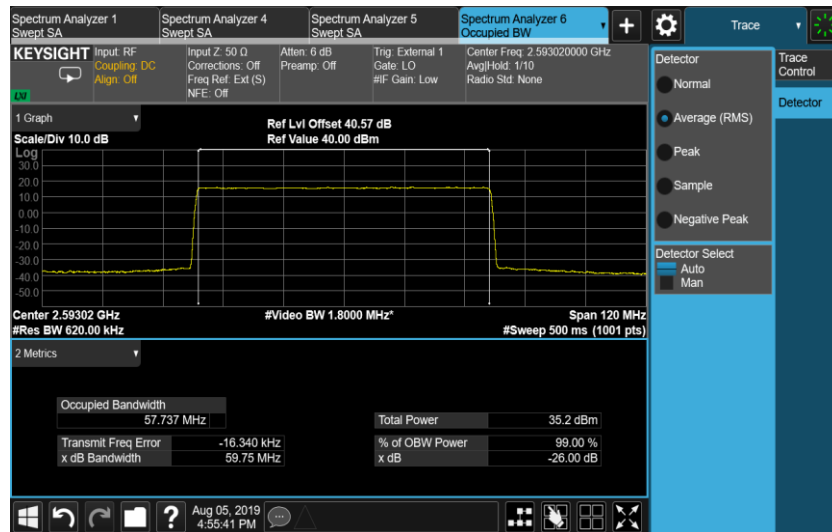 Spectrum Analyzer 1
Swept SA
Spectrum Analyzer 4
Swept SA
Spectrum Analyzer 5
Swept SA
Spectrum Analyzer 6
Occupied BW
+
Trace
KEYSIGHT
LXI
Input: RF
Coupling: DC
Align: Off
Input Z: 50 Ω
Corrections: Off
Freq Ref: Ext (S)
NFE: Off
Atten: 6 dB
Preamp: Off
Trig: External 1
Gate: LO
#IF Gain: Low
Center Freq: 2.593020000 GHz
Avg|Hold: 1/10
Radio Std: None
1 Graph
Scale/Div 10.0 dB
Ref Lvl Offset 40.57 dB
Ref Value 40.00 dBm
Log
30.0
20.0
10.0
0.00
-10.0
-20.0
-30.0
-40.0
-50.0
Center 2.59302 GHz
#Res BW 620.00 kHz
#Video BW 1.8000 MHz*
Span 120 MHz
#Sweep 500 ms (1001 pts)
2 Metrics
Occupied Bandwidth
57.737 MHz
Total Power 35.2 dBm
Transmit Freq Error -16.340 kHz
% of OBW Power 99.00 %
x dB Bandwidth 59.75 MHz
x dB -26.00 dB
Detector
Normal
Average (RMS)
Peak
Sample
Negative Peak
Detector Select
Auto
Man
Trace
Control
Detector
?
Aug 05, 2019
4:55:41 PM